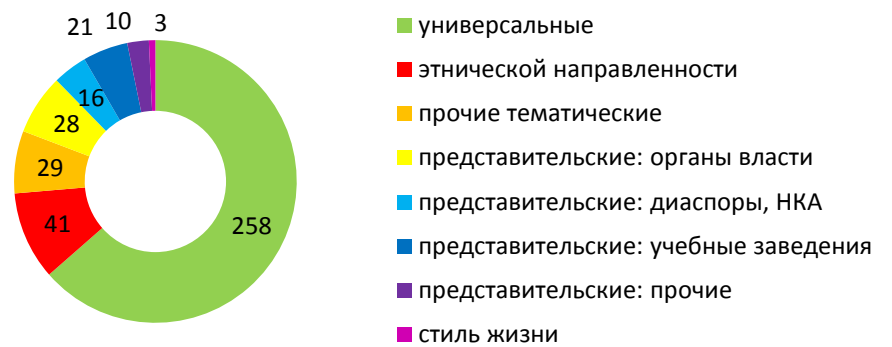 21 10 3
16
28
29
41
258
универсальные
этнической направленности
прочие тематические
представительские: органы власти
представительские: диаспоры, НКА
представительские: учебные заведения
представительские: прочие
стиль жизни